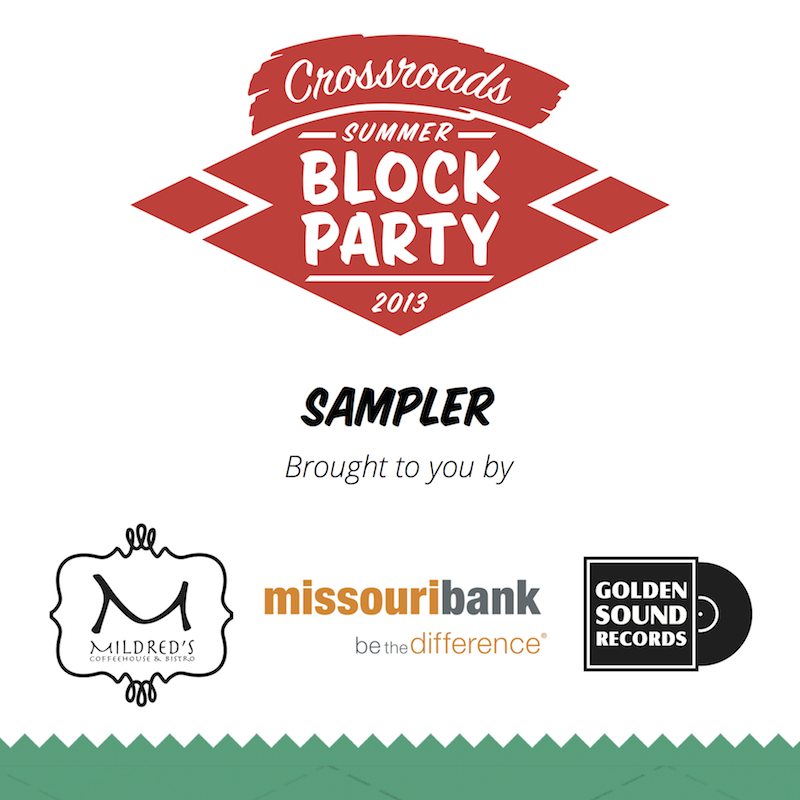 Crossroads
SUMMER
BLOCK
PARTY
2013
SAMPLER
Brought to you by
M
MILDRED'S
COFFEEHOUSE & BISTRO
missouribank
be the difference®
GOLDEN
SOUND
RECORDS